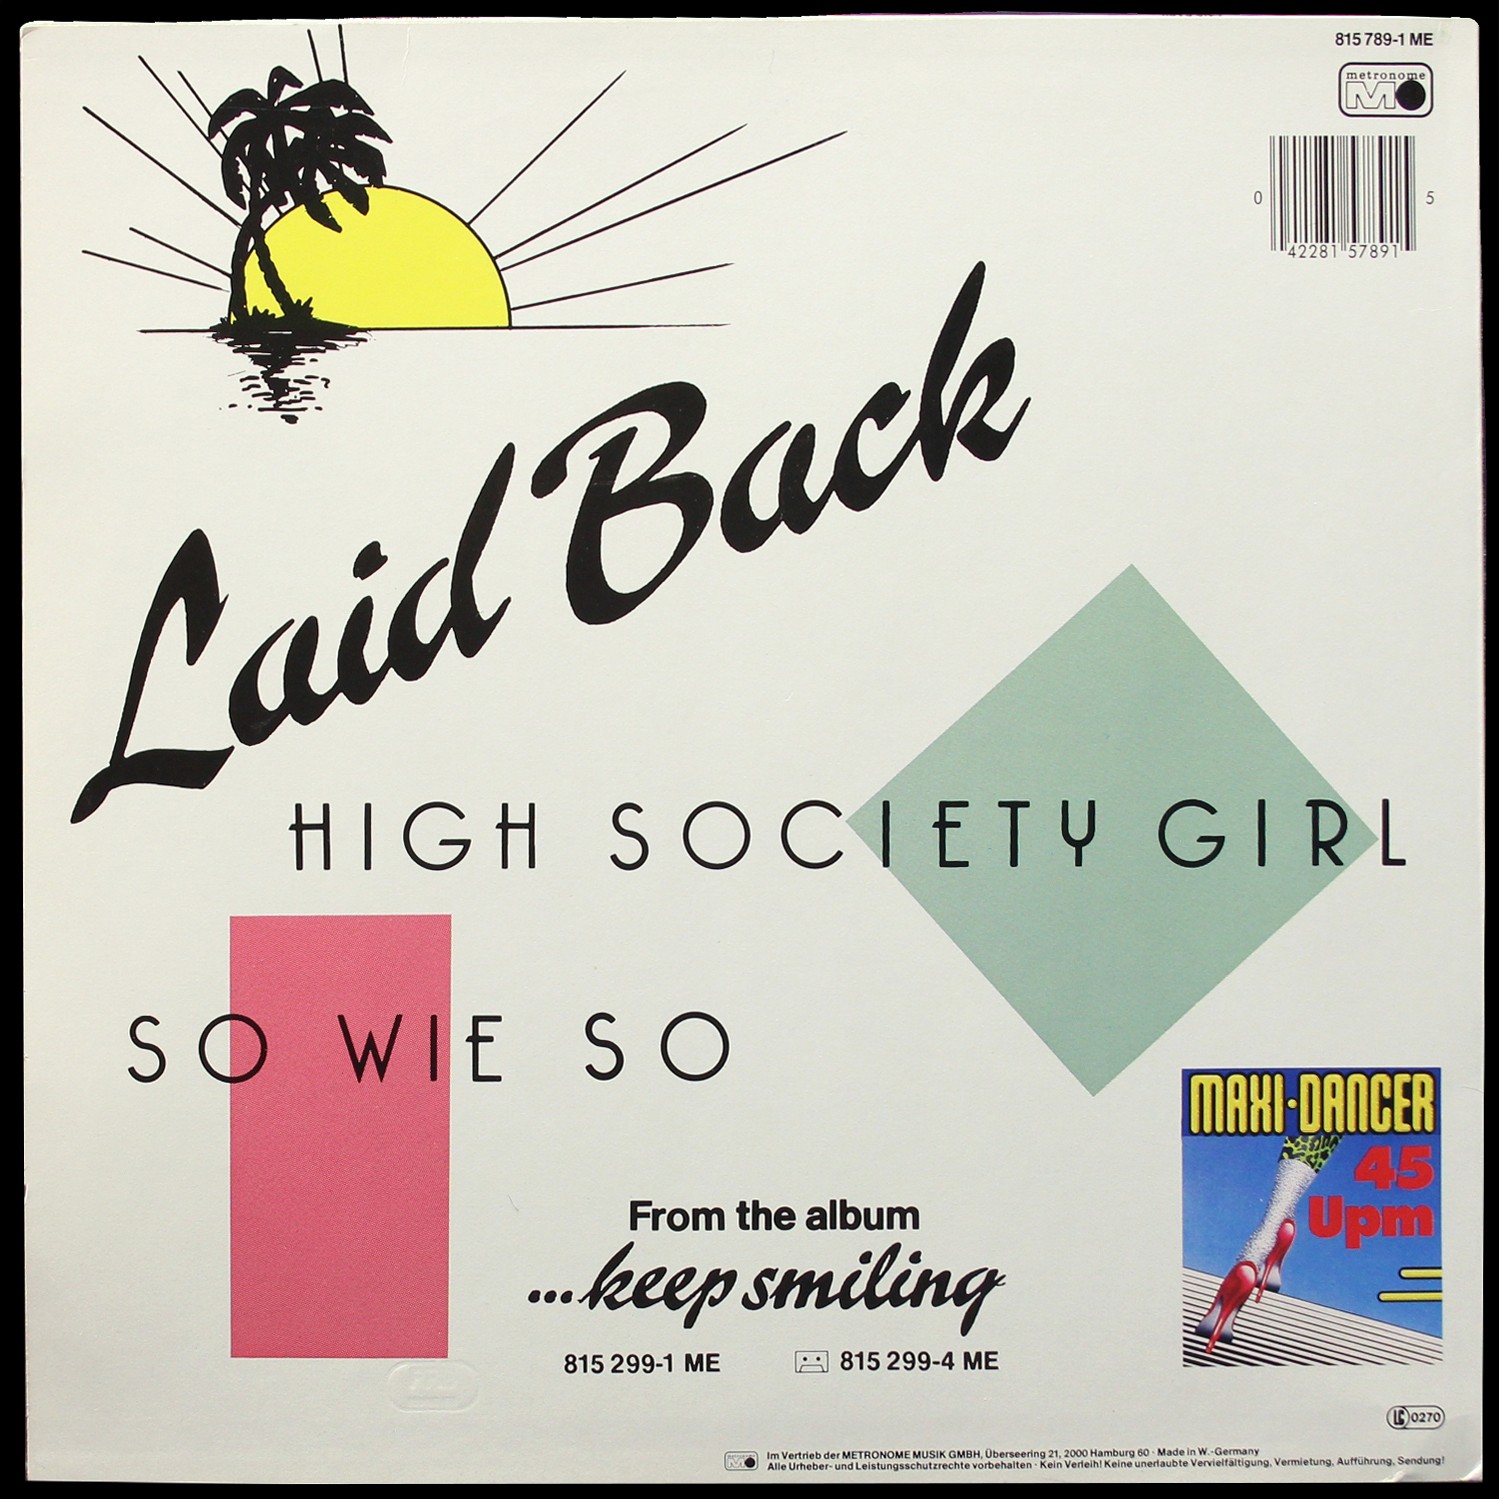 815 789-1 ME
metronome
0 42281 57891 5
Laid Back
HIGH SOCIETY GIRL
SO WIE SO
MAXI·DANCER
45
Upm
From the album
...keep smiling
815 299-1 ME 815 299-4 ME
LC 0270
Im Vertrieb der METRONOME MUSIK GMBH, Überseering 21, 2000 Hamburg 60 · Made in W.-Germany
Alle Urheber- und Leistungsschutzrechte vorbehalten · Kein Verleih! Keine unerlaubte Vervielfältigung, Vermietung, Aufführung, Sendung!